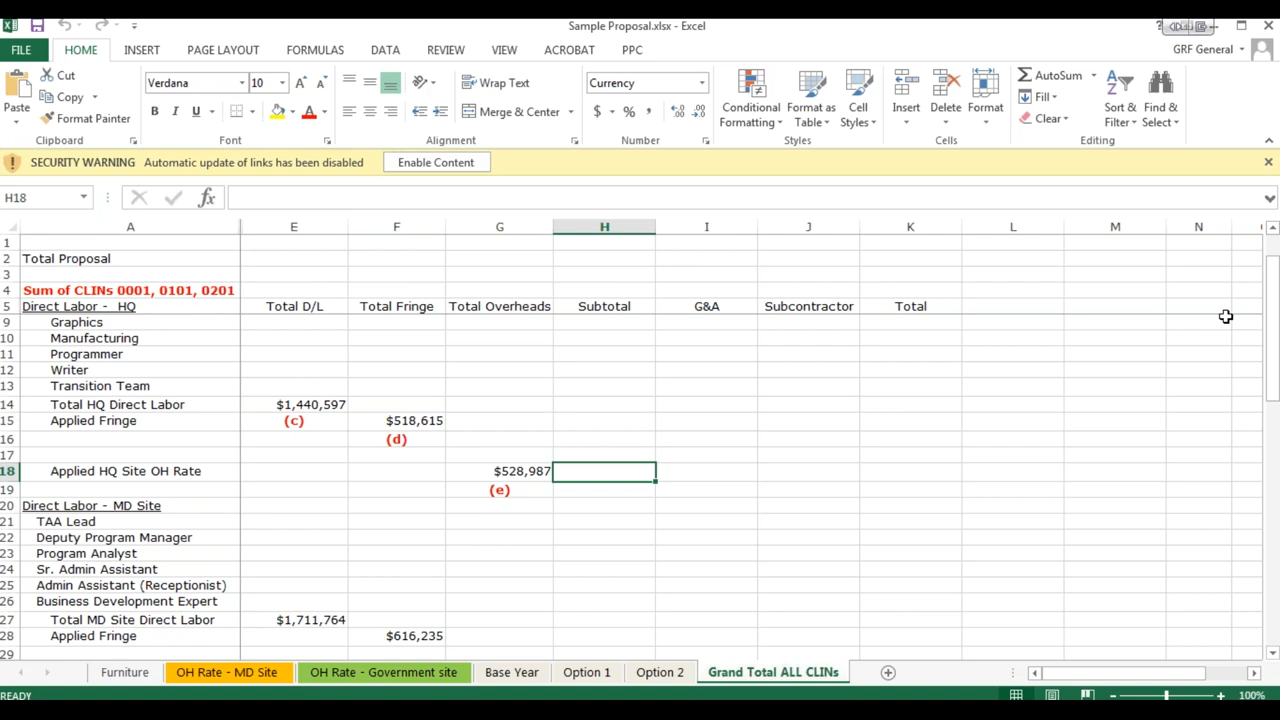 Sample Proposal.xlsx - Excel
?
FILE HOME INSERT PAGE LAYOUT FORMULAS DATA REVIEW VIEW ACROBAT PPC GRF General
Paste Cut Verdana 10 Wrap Text Currency Conditional Formatting Format as Table Cell Styles Insert Delete Format AutoSum Sort & Filter Find & Select
Copy Fill
Format Painter B I U Merge & Center $ % , Clear
Clipboard Font Alignment Number Styles Cells Editing
! SECURITY WARNING Automatic update of links has been disabled Enable Content
H18 fx
A E F G H I J K L M N
1
2 Total Proposal
3
4 Sum of CLINs 0001, 0101, 0201
5 Direct Labor - HQ Total D/L Total Fringe Total Overheads Subtotal G&A Subcontractor Total
9 Graphics
10 Manufacturing
11 Programmer
12 Writer
13 Transition Team
14 Total HQ Direct Labor $1,440,597
15 Applied Fringe (c) $518,615
16 (d)
17
18 Applied HQ Site OH Rate $528,987
19 (e)
20 Direct Labor - MD Site
21 TAA Lead
22 Deputy Program Manager
23 Program Analyst
24 Sr. Admin Assistant
25 Admin Assistant (Receptionist)
26 Business Development Expert
27 Total MD Site Direct Labor $1,711,764
28 Applied Fringe $616,235
29
Furniture OH Rate - MD Site OH Rate - Government site Base Year Option 1 Option 2 Grand Total ALL CLINs
READY 100%